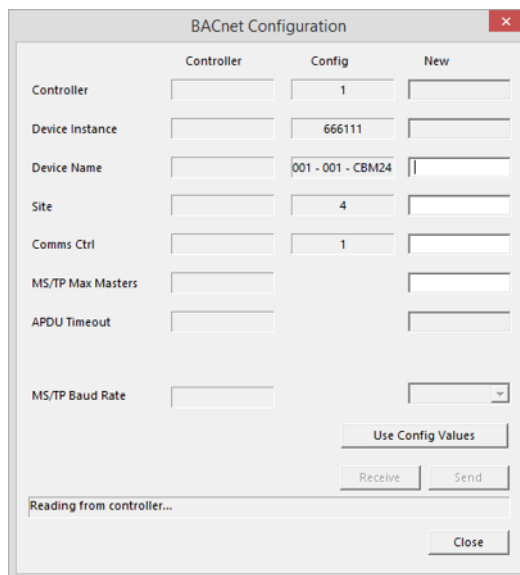 BACnet Configuration
Controller Config New
Controller 1
Device Instance 666111
Device Name 001 - 001 - CBM24
Site 4
Comms Ctrl 1
MS/TP Max Masters
APDU Timeout
MS/TP Baud Rate
Use Config Values
Receive Send
Reading from controller...
Close